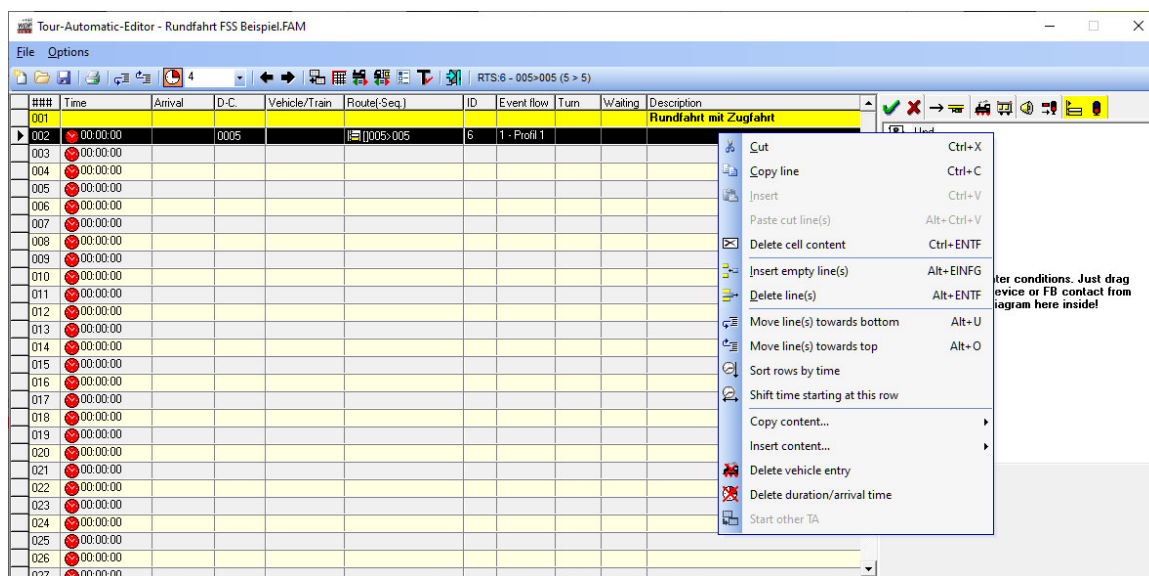 Tour-Automatic-Editor - Rundfahrt FSS Beispiel.FAM
File Options
4 RTS:6 - 005>005 (5 > 5)
### Time Arrival D-C. Vehicle/Train Route(-Seq.) ID Event flow Turn Waiting Description
001 Rundfahrt mit Zugfahrt
002 00:00:00 0005 []005>005 6 1 - Profil 1
003 00:00:00
004 00:00:00
005 00:00:00
006 00:00:00
007 00:00:00
008 00:00:00
009 00:00:00
010 00:00:00
011 00:00:00
012 00:00:00
013 00:00:00
014 00:00:00
015 00:00:00
016 00:00:00
017 00:00:00
018 00:00:00
019 00:00:00
020 00:00:00
021 00:00:00
022 00:00:00
023 00:00:00
024 00:00:00
025 00:00:00
026 00:00:00
027 00:00:00
Cut Ctrl+X
Copy line Ctrl+C
Insert Ctrl+V
Paste cut line(s) Alt+Ctrl+V
Delete cell content Ctrl+ENTF
Insert empty line(s) Alt+EINFG
Delete line(s) Alt+ENTF
Move line(s) towards bottom Alt+U
Move line(s) towards top Alt+O
Sort rows by time
Shift time starting at this row
Copy content...
Insert content...
Delete vehicle entry
Delete duration/arrival time
Start other TA
ter conditions. Just drag
evice or FB contact from
iagram here inside!